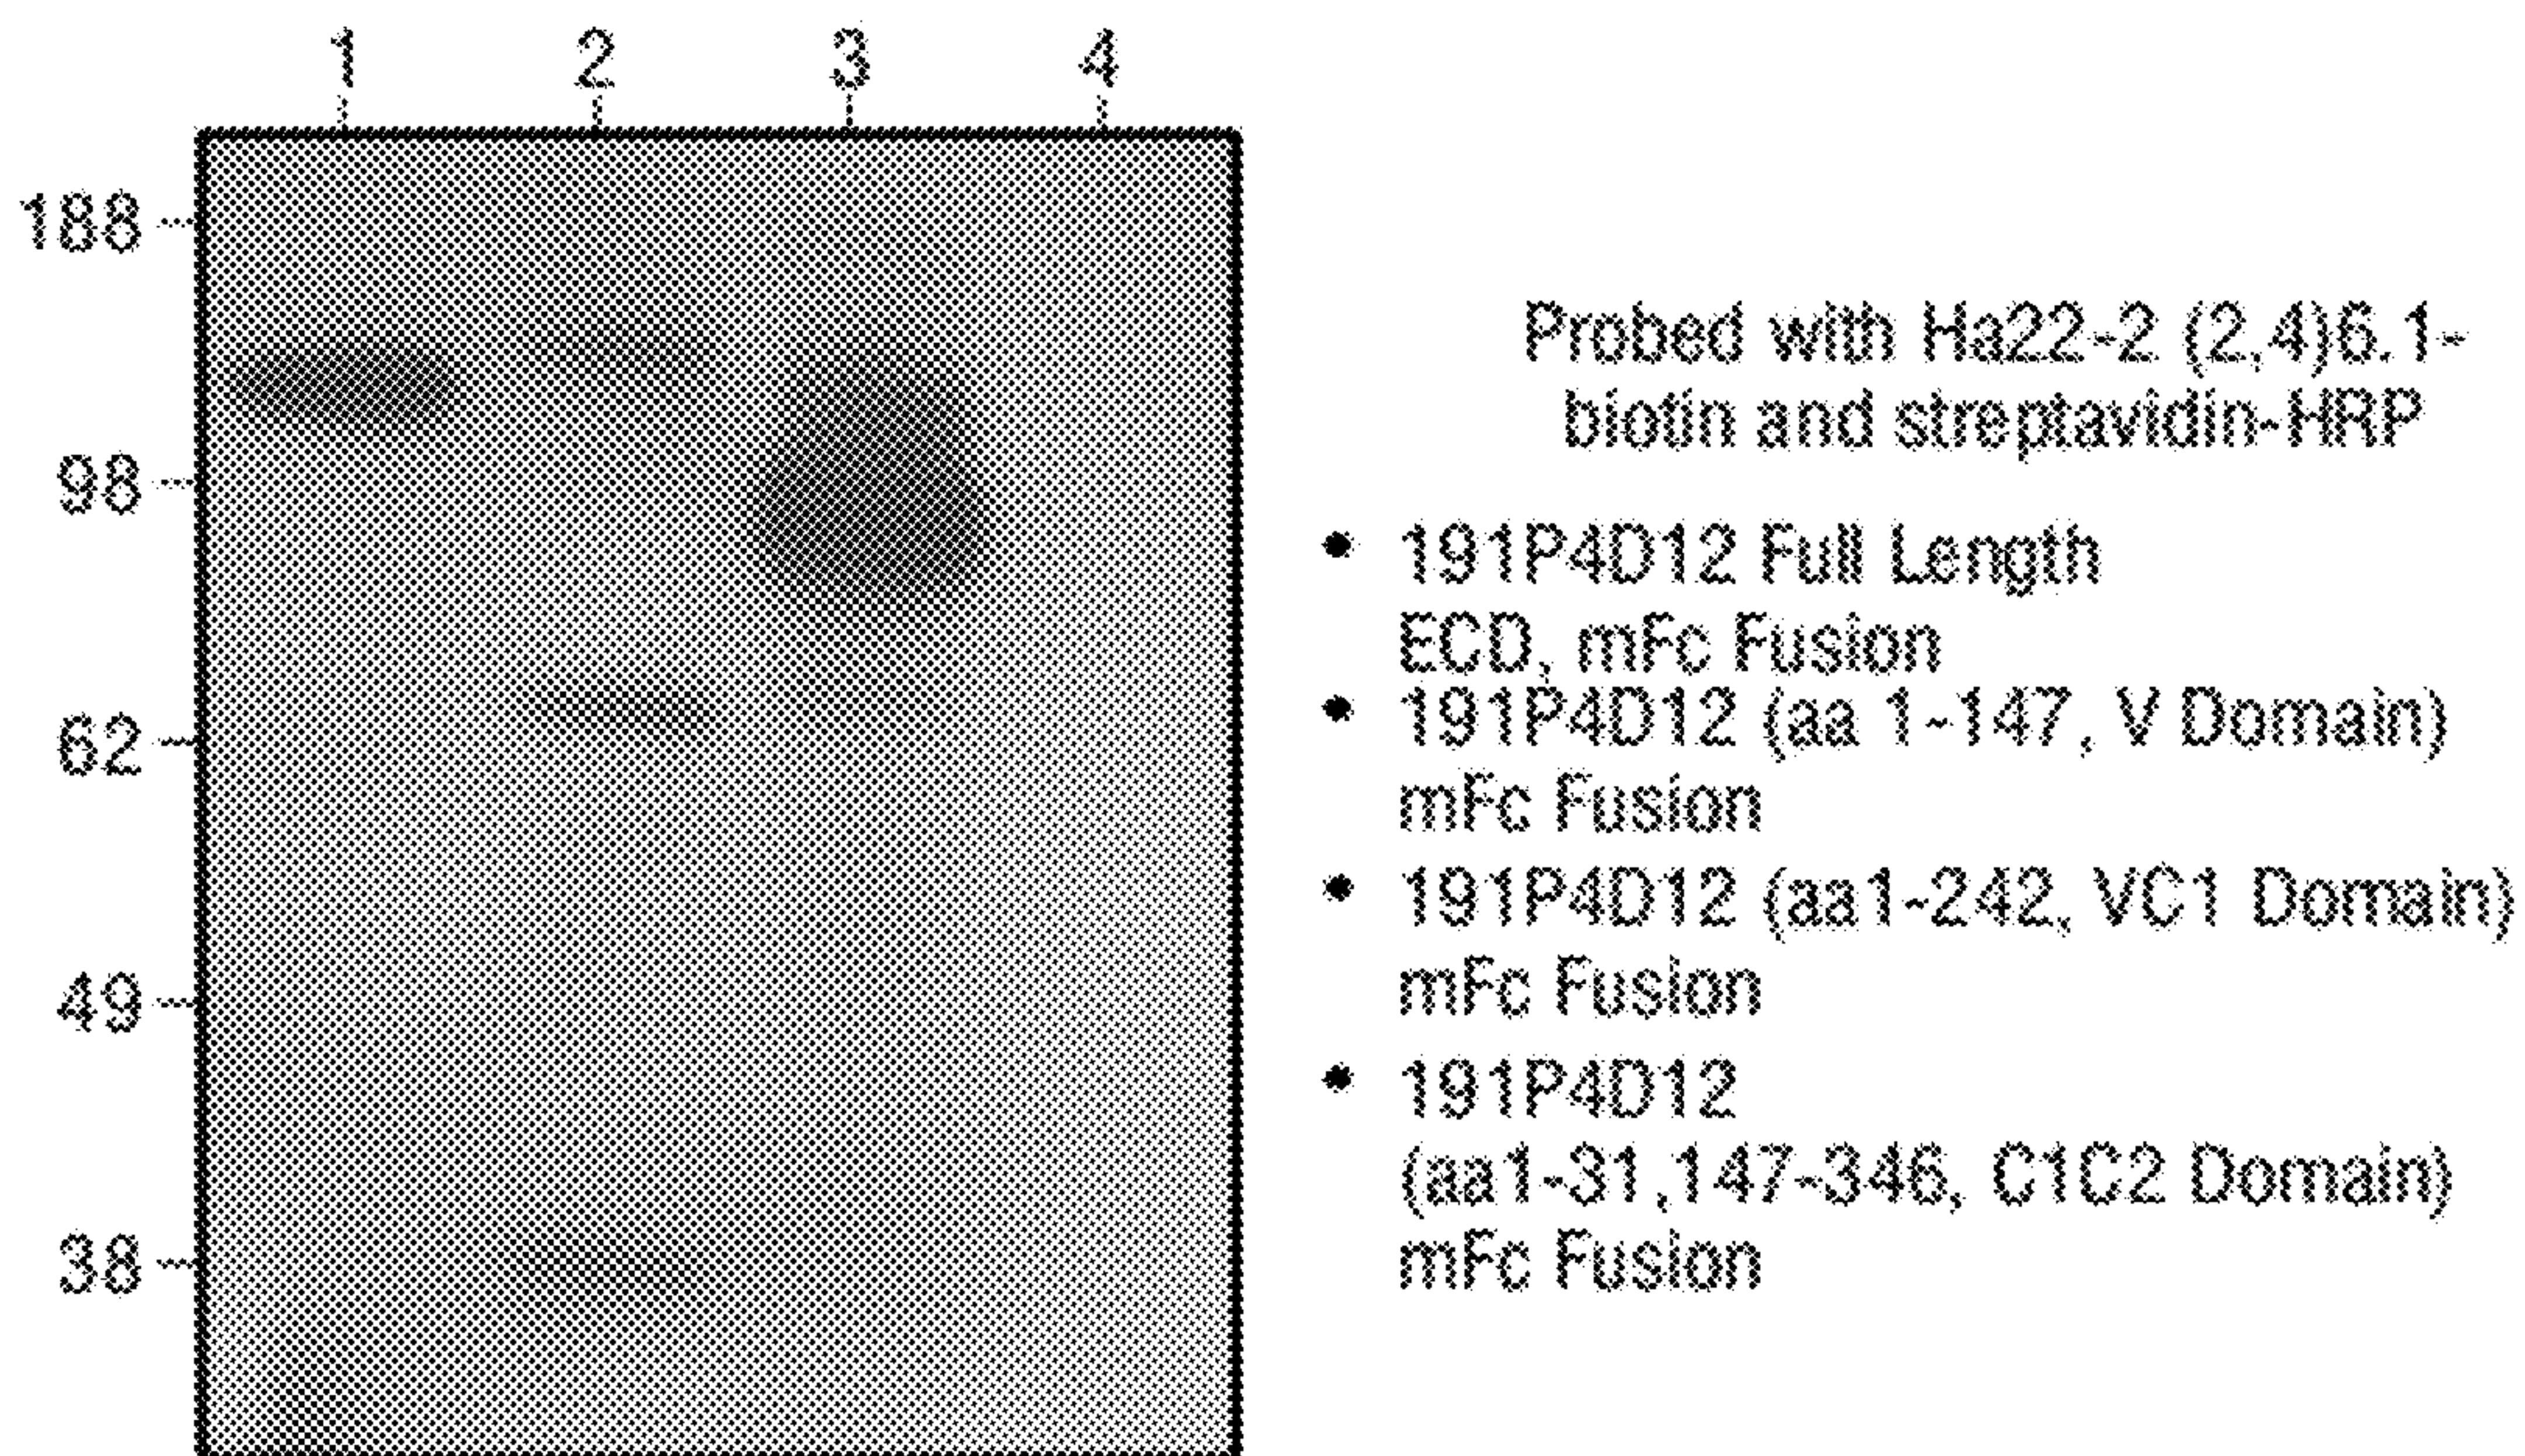 1 2 3 4
188
98
62
49
38
Probed with Ha22-2 (2,4)6.1-
biotin and streptavidin-HRP
• 191P4D12 Full Length
ECD, mFc Fusion
• 191P4D12 (aa 1-147, V Domain)
mFc Fusion
• 191P4D12 (aa1-242, VC1 Domain)
mFc Fusion
• 191P4D12
(aa1-31,147-346, C1C2 Domain)
mFc Fusion